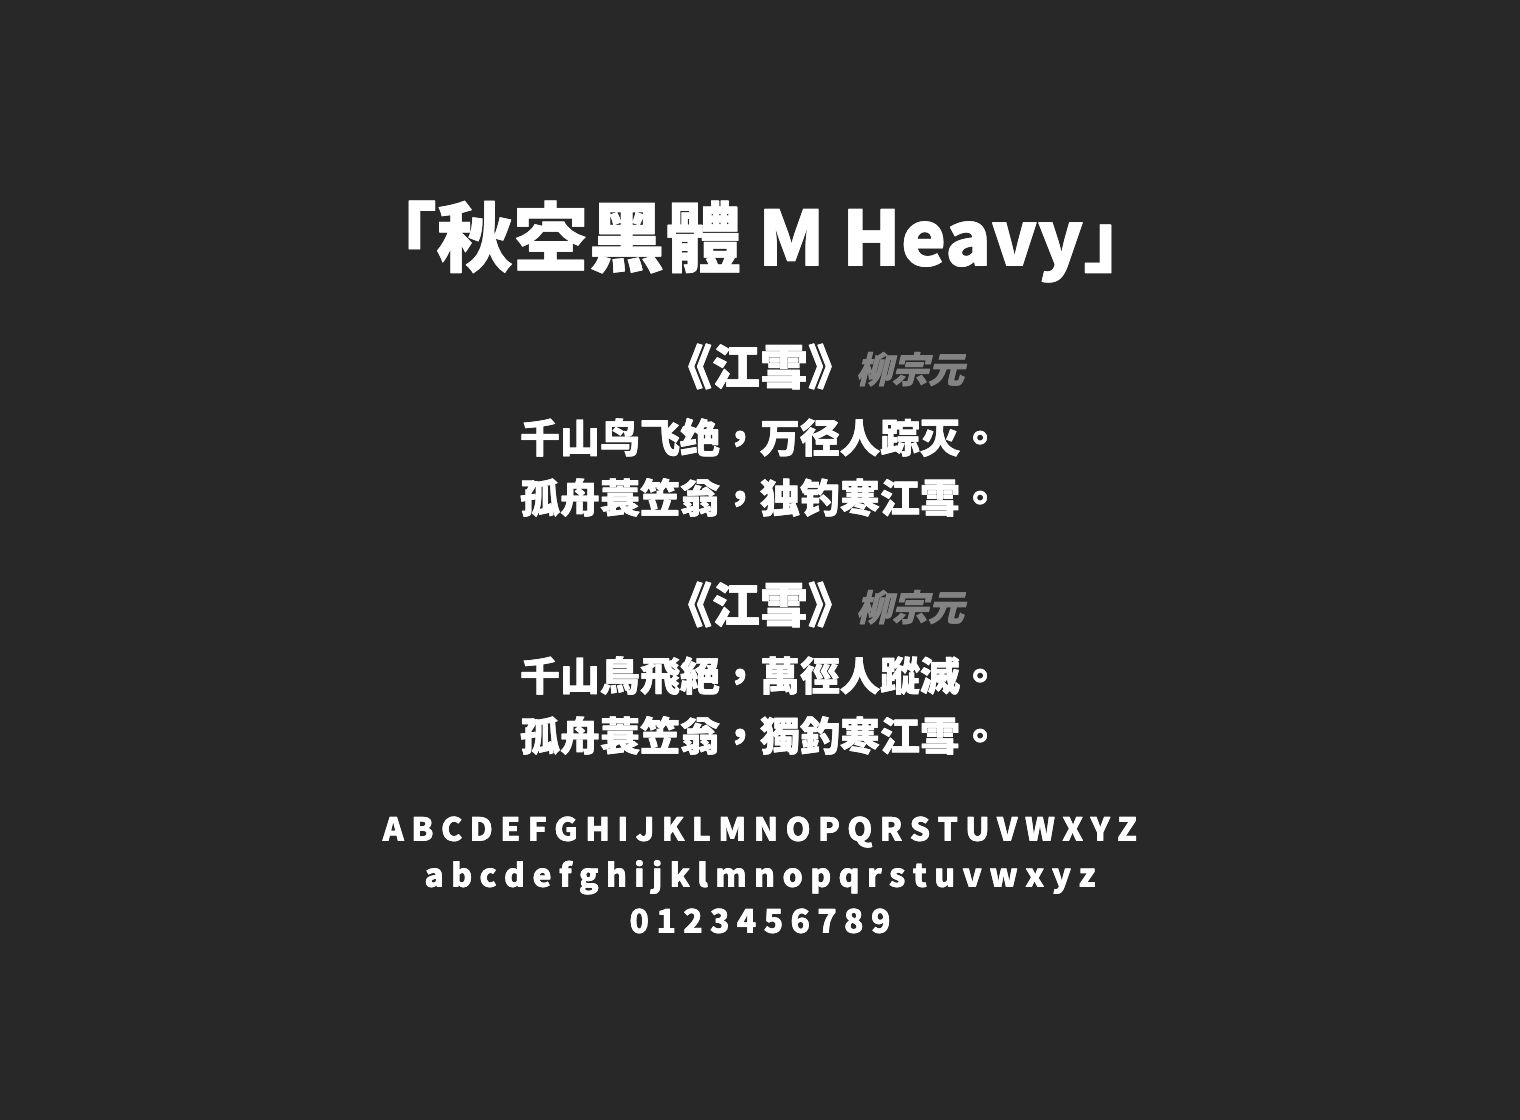 「秋空黑體 M Heavy」
《江雪》 柳宗元
千山鸟飞绝，万径人踪灭。
孤舟蓑笠翁，独钓寒江雪。
《江雪》 柳宗元
千山鳥飛絕，萬徑人蹤滅。
孤舟蓑笠翁，獨釣寒江雪。
A B C D E F G H I J K L M N O P Q R S T U V W X Y Z
a b c d e f g h i j k l m n o p q r s t u v w x y z
0 1 2 3 4 5 6 7 8 9